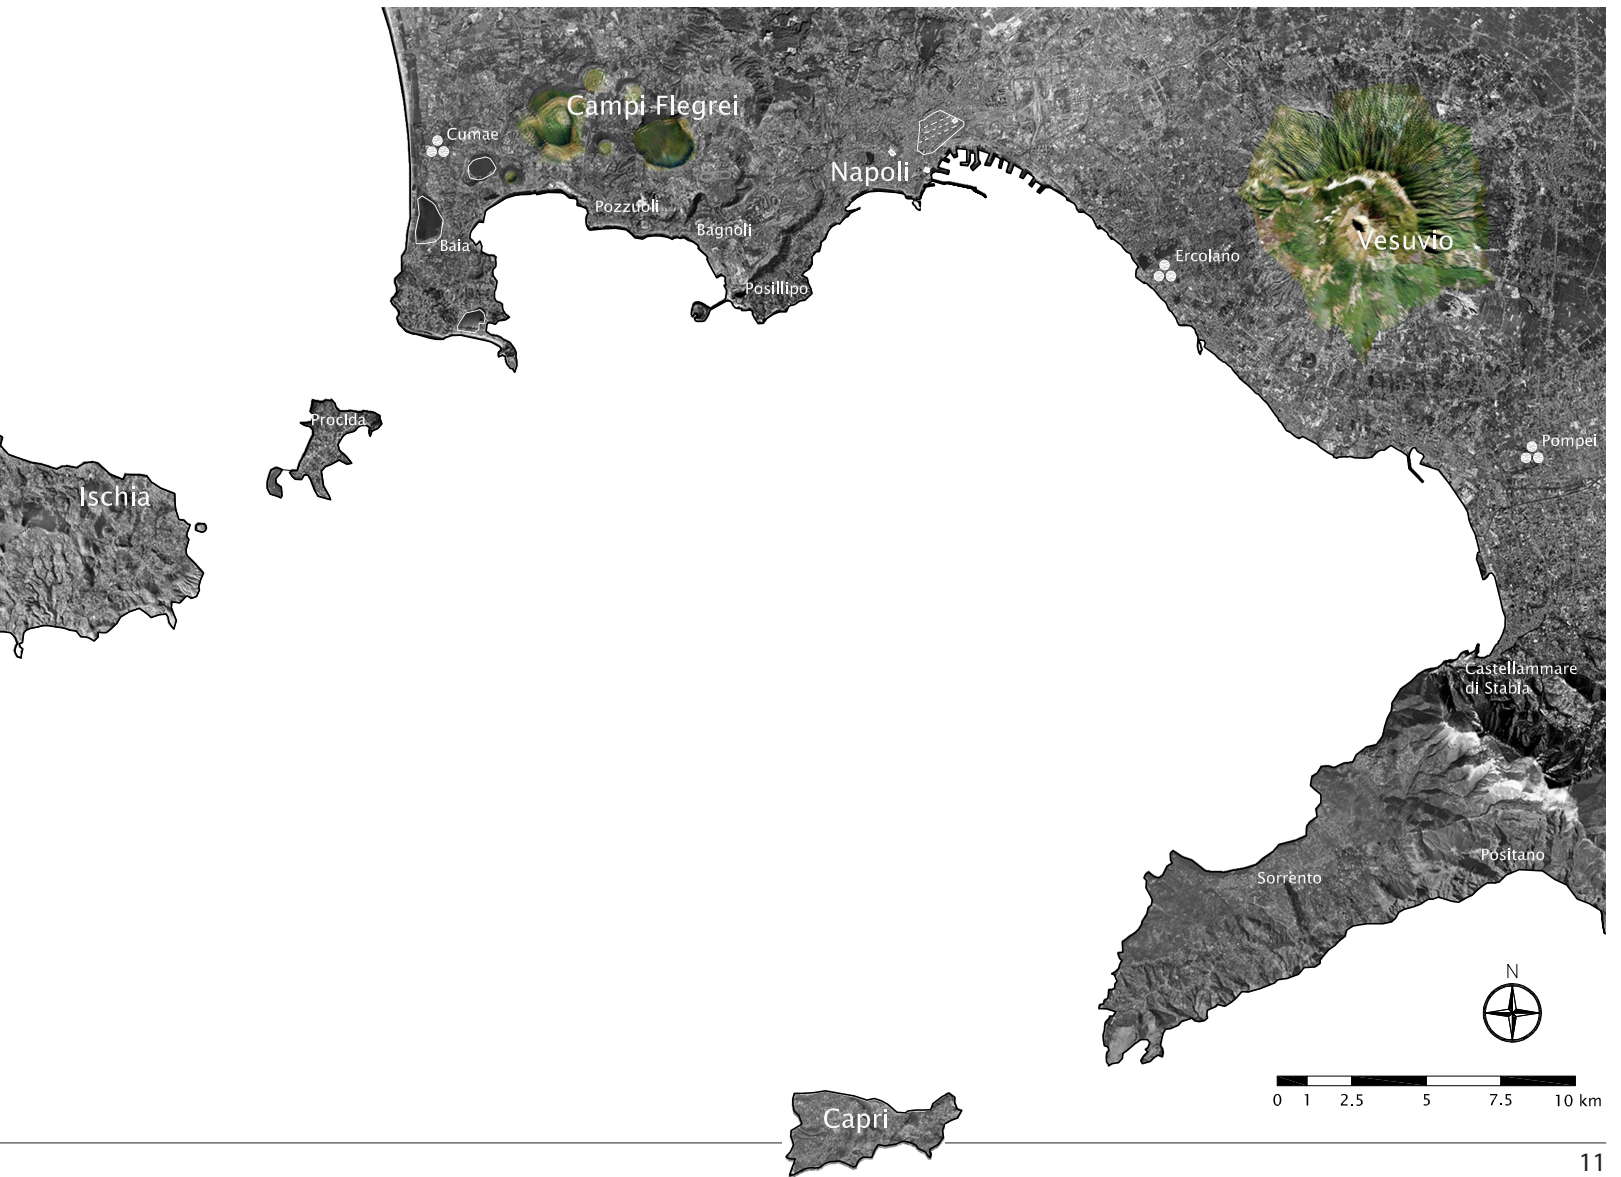 Campi Flegrei
Cumae
Napoli
Pozzuoli
Bagnoli
Baia
Vesuvio
Ercolano
Posillipo
Procida
Pompei
Ischia
Castellammare
di Stabia
Positano
Sorrento
N
0 1 2.5 5 7.5 10 km
Capri
11